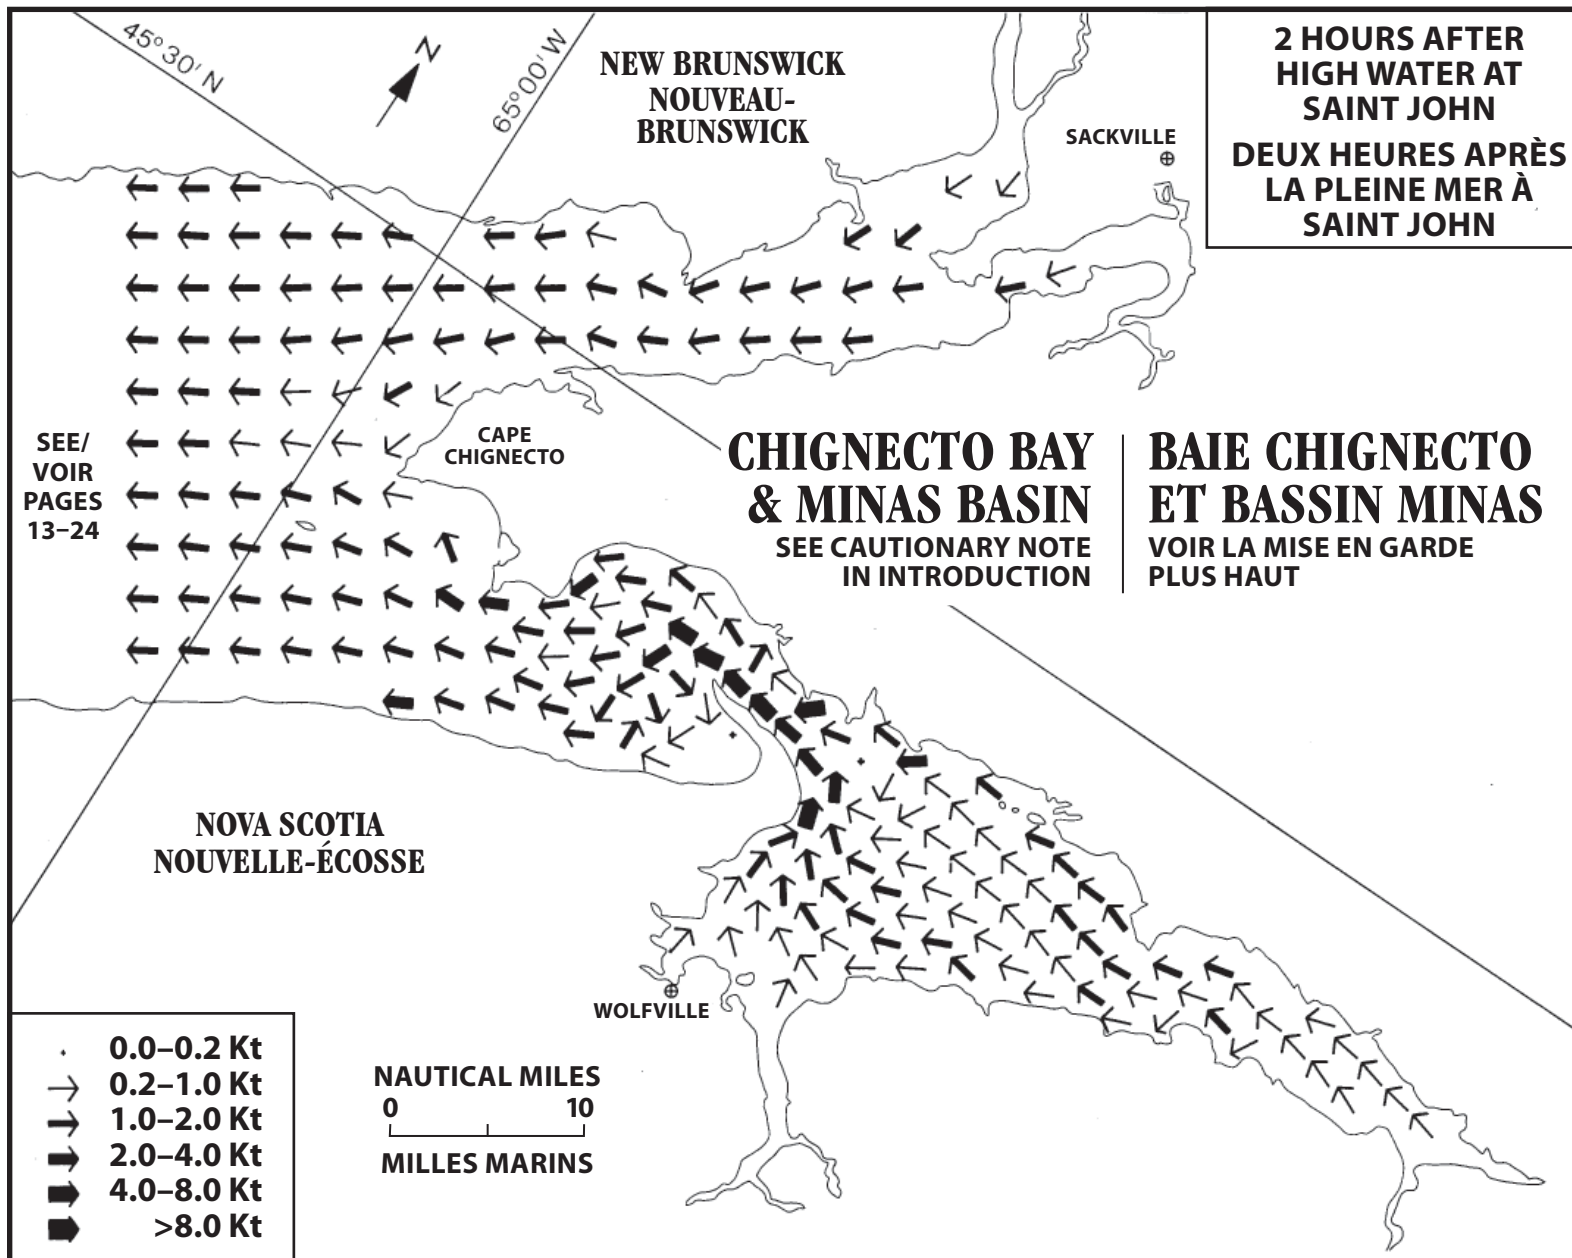 45°30' N
N
65°00' W
NEW BRUNSWICK
NOUVEAU-
BRUNSWICK
SACKVILLE
2 HOURS AFTER
HIGH WATER AT
SAINT JOHN
DEUX HEURES APRÈS
LA PLEINE MER À
SAINT JOHN
SEE/
VOIR
PAGES
13–24
CAPE
CHIGNECTO
CHIGNECTO BAY
& MINAS BASIN
SEE CAUTIONARY NOTE
IN INTRODUCTION
BAIE CHIGNECTO
ET BASSIN MINAS
VOIR LA MISE EN GARDE
PLUS HAUT
NOVA SCOTIA
NOUVELLE-ÉCOSSE
WOLFVILLE
0.0–0.2 Kt
0.2–1.0 Kt
1.0–2.0 Kt
2.0–4.0 Kt
4.0–8.0 Kt
>8.0 Kt
NAUTICAL MILES
0 10
MILLES MARINS